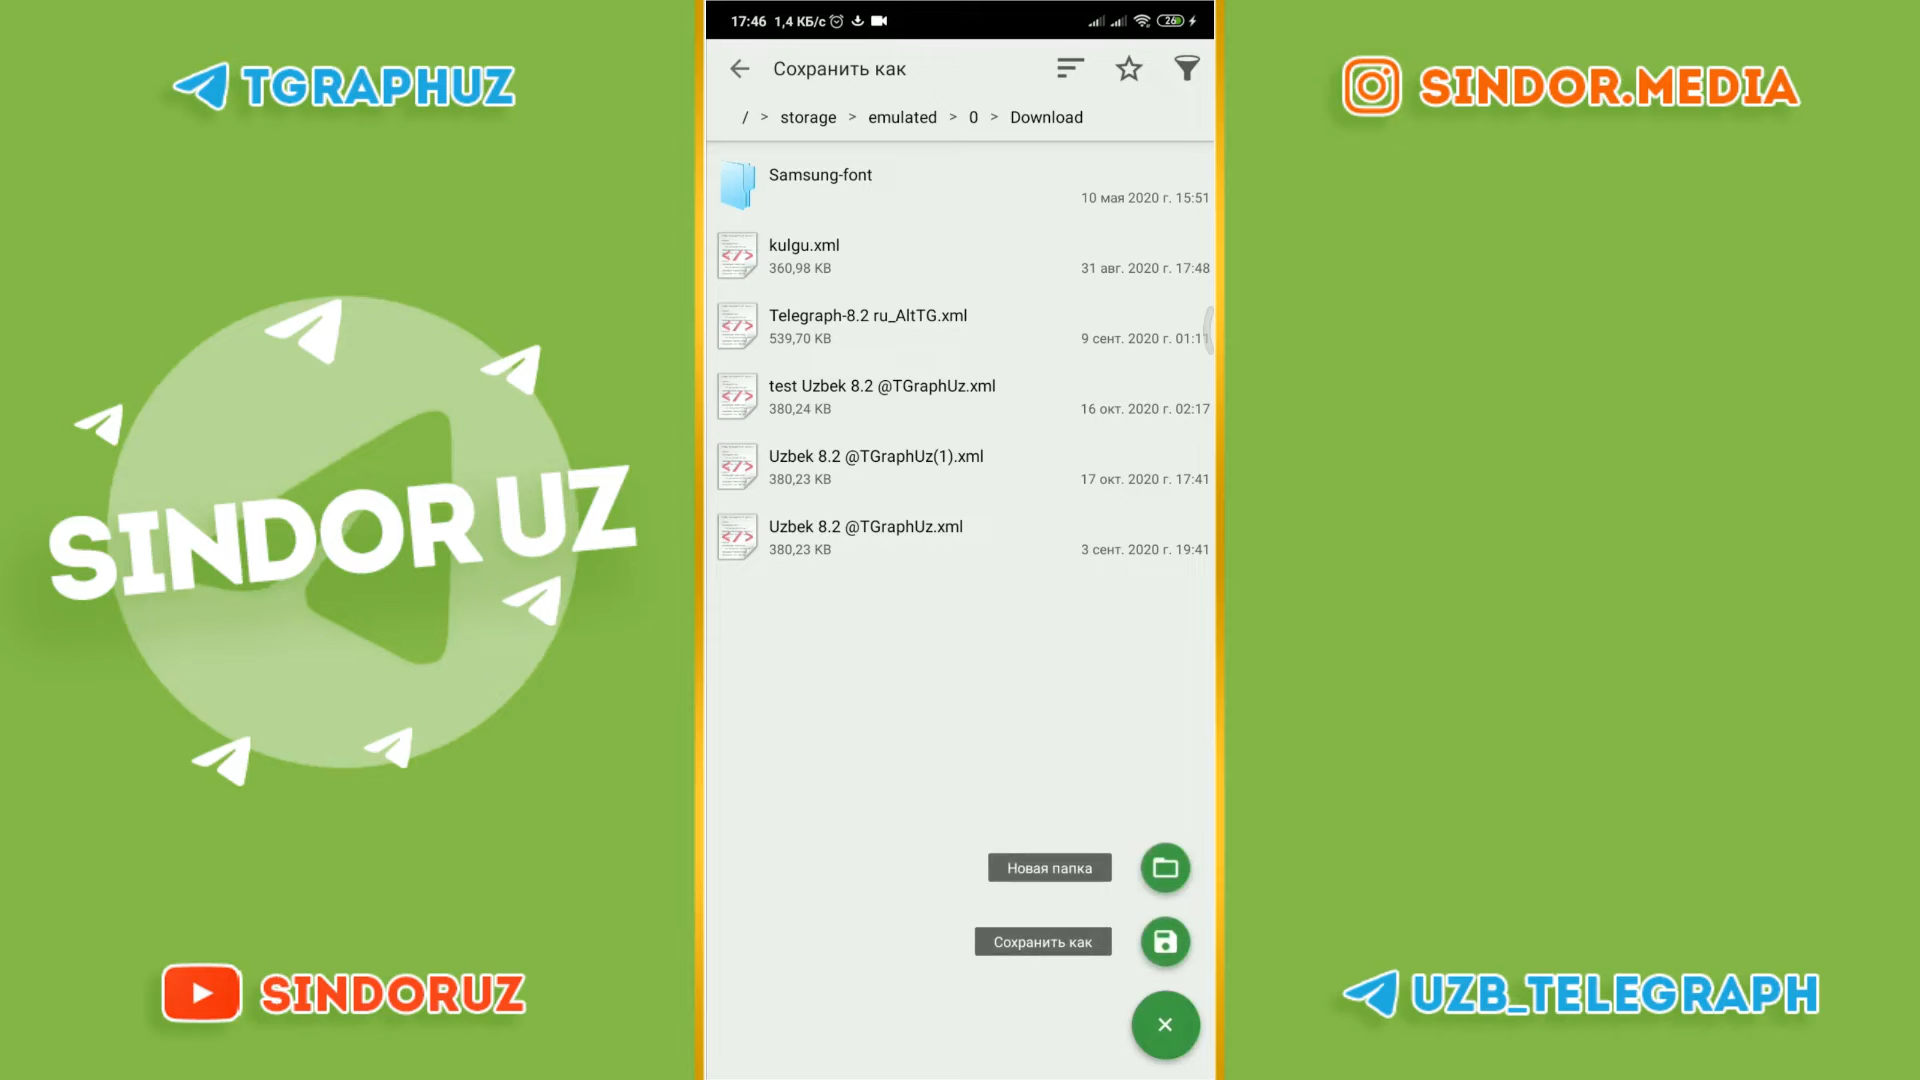 TGRAPHUZ
SINDOR UZ
SINDORUZ
17:46 1,4 КБ/с
26
Сохранить как
/ > storage > emulated > 0 > Download
Samsung-font
10 мая 2020 г. 15:51
kulgu.xml
360,98 KB 31 авг. 2020 г. 17:48
Telegraph-8.2 ru_AltTG.xml
539,70 KB 9 сент. 2020 г. 01:11
test Uzbek 8.2 @TGraphUz.xml
380,24 KB 16 окт. 2020 г. 02:17
Uzbek 8.2 @TGraphUz(1).xml
380,23 KB 17 окт. 2020 г. 17:41
Uzbek 8.2 @TGraphUz.xml
380,23 KB 3 сент. 2020 г. 19:41
Новая папка
Сохранить как
SINDOR.MEDIA
UZB_TELEGRAPH